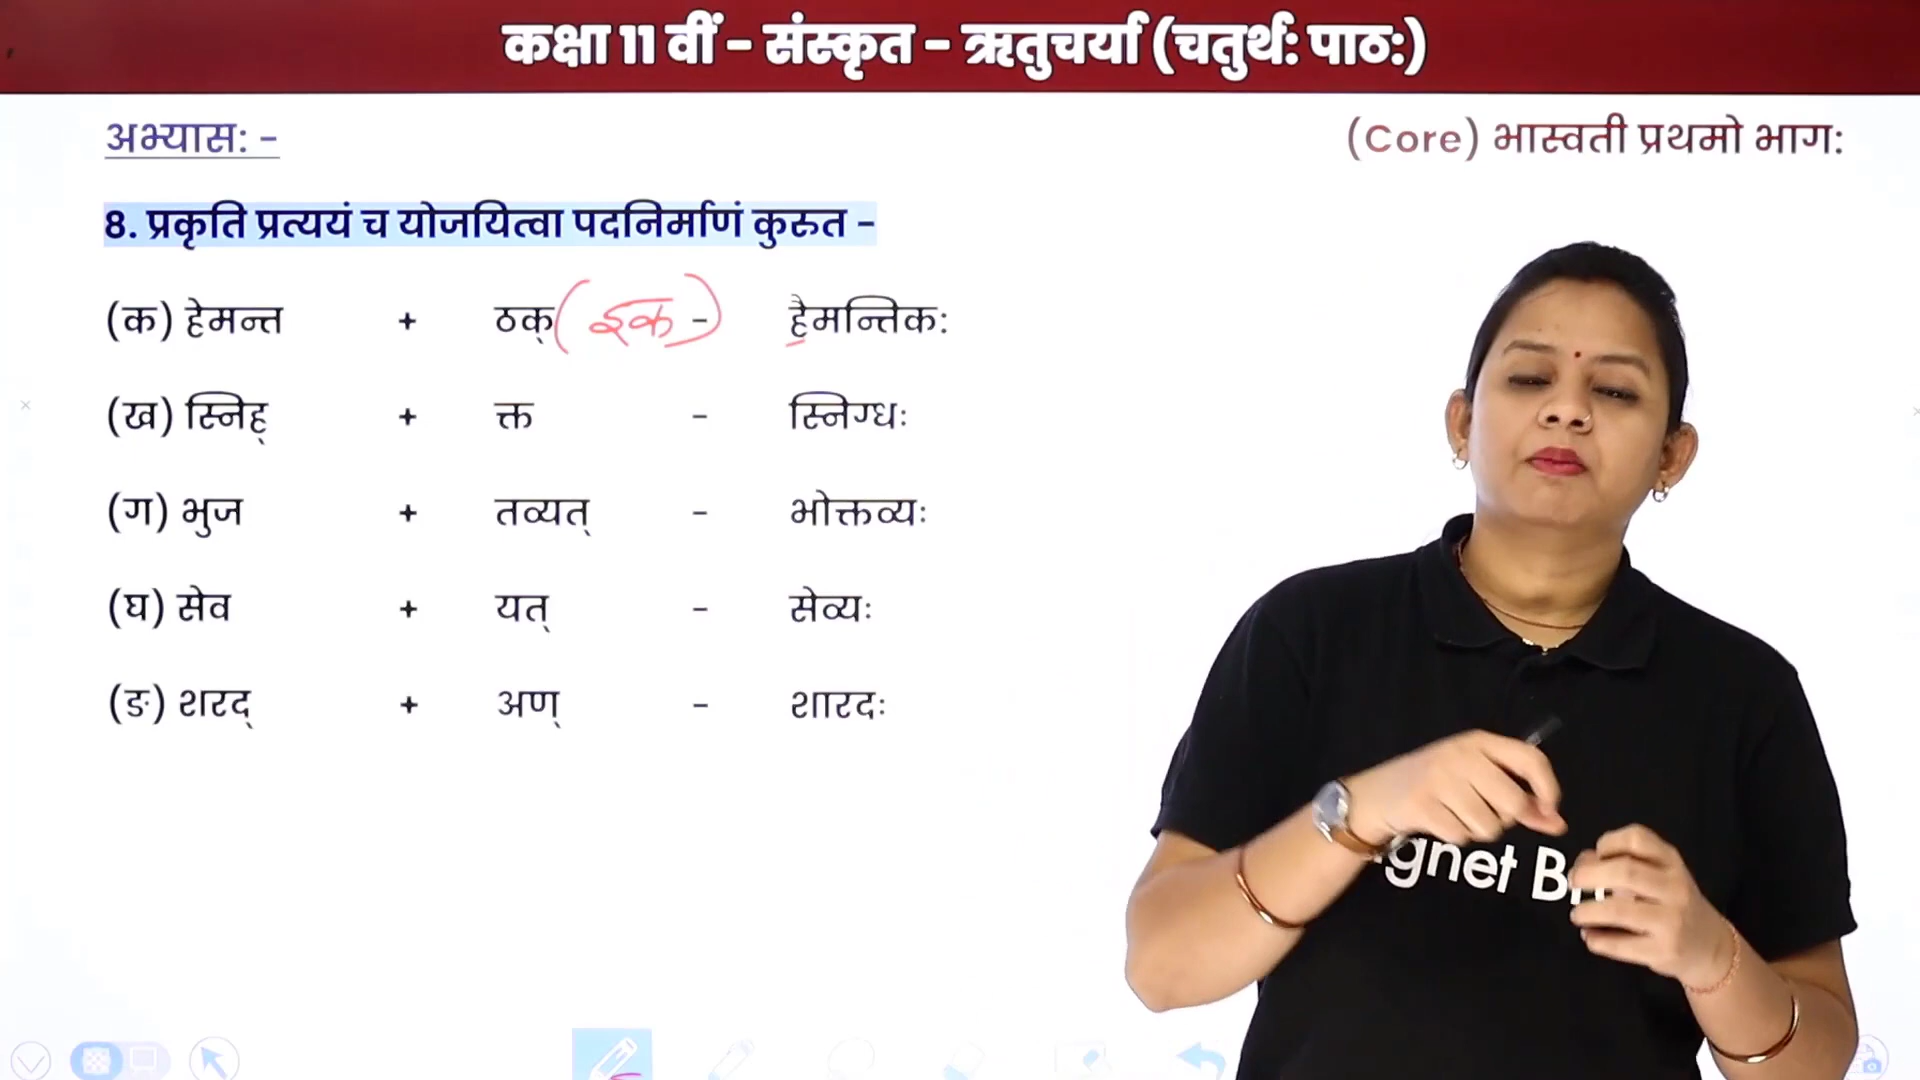 कक्षा 11 वीं - संस्कृत - ऋतुचर्या (चतुर्थ: पाठ:)
अभ्यास: -
(Core) भास्वती प्रथमो भाग:
8. प्रकृति प्रत्ययं च योजयित्वा पदनिर्माणं कुरुत -
(क) हेमन्त + ठक् (इक) - हैमन्तिक:
(ख) स्निह् + क्त - स्निग्धः
(ग) भुज + तव्यत् - भोक्तव्यः
(घ) सेव + यत् - सेव्यः
(ङ) शरद् + अण् - शारदः
gnet B